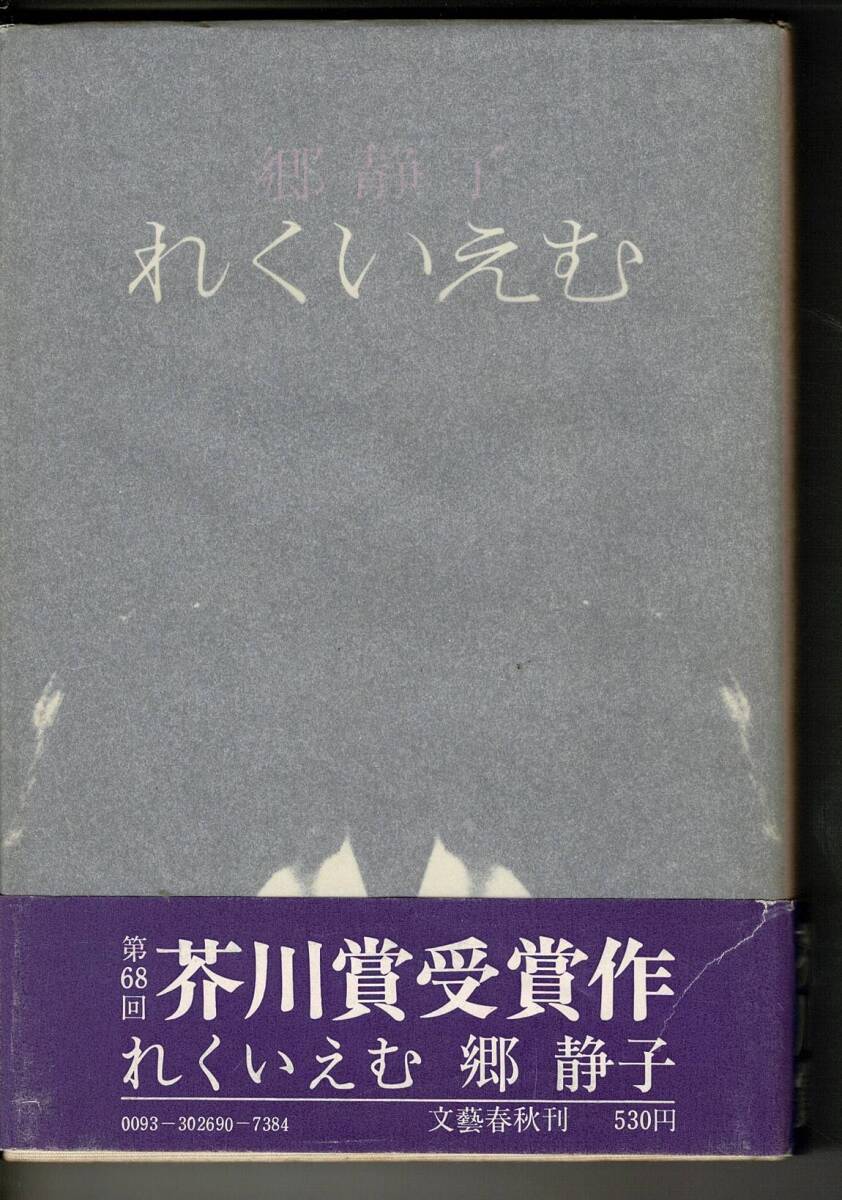 郷 静子
れくいえむ
第68回
芥川賞受賞作
れくいえむ 郷 静子
0093－302690－7384 文藝春秋刊 530円